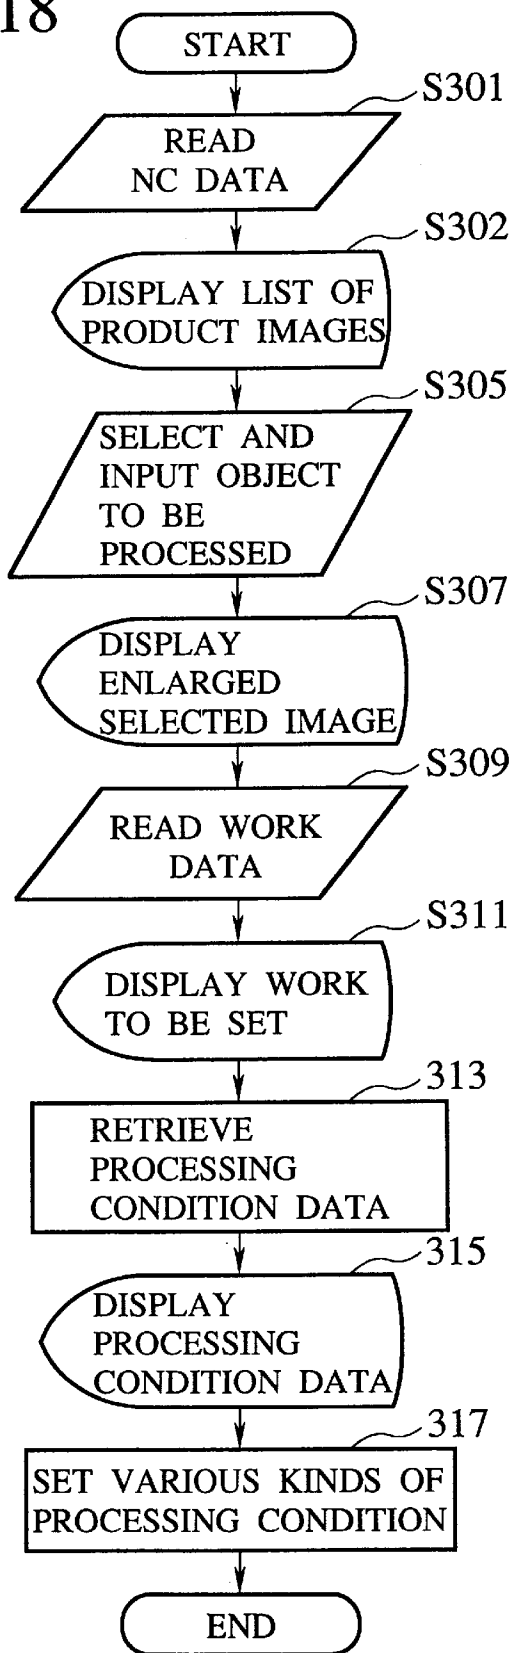 18
START
S301
READ
NC DATA
S302
DISPLAY LIST OF
PRODUCT IMAGES
S305
SELECT AND
INPUT OBJECT
TO BE
PROCESSED
S307
DISPLAY
ENLARGED
SELECTED IMAGE
S309
READ WORK
DATA
S311
DISPLAY WORK
TO BE SET
313
RETRIEVE
PROCESSING
CONDITION DATA
315
DISPLAY
PROCESSING
CONDITION DATA
317
SET VARIOUS KINDS OF
PROCESSING CONDITION
END